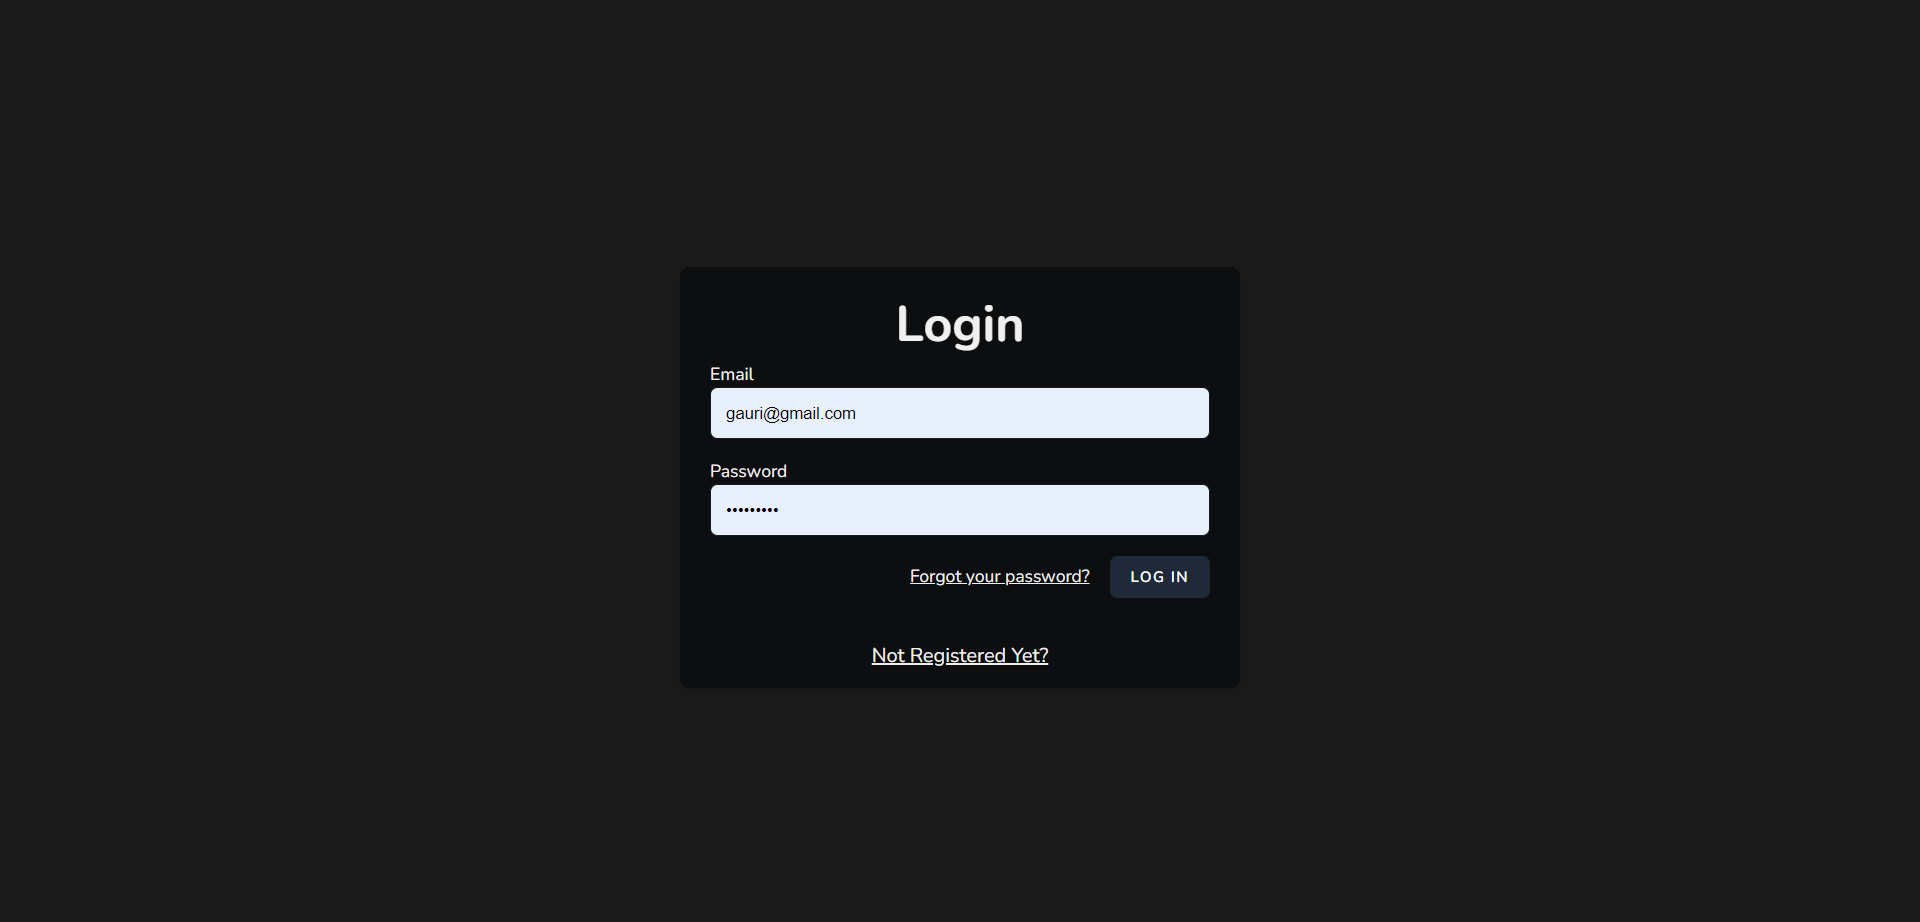 Login
Email
gauri@gmail.com
Password
•••••••••
Forgot your password? LOG IN
Not Registered Yet?